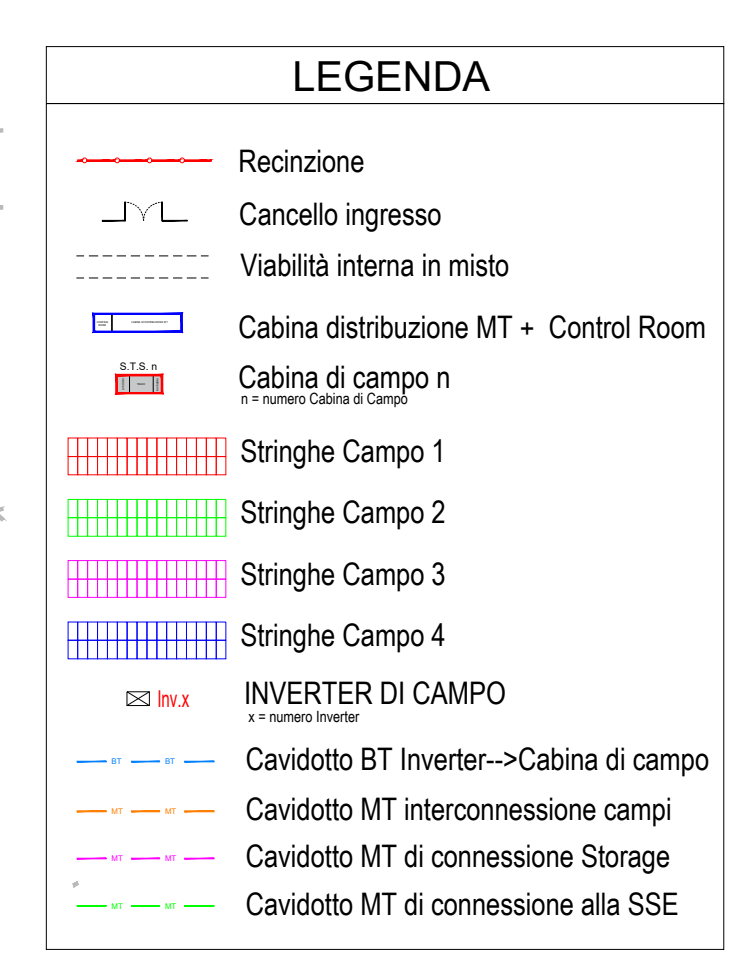 LEGENDA
Recinzione
Cancello ingresso
Viabilità interna in misto
Cabina distribuzione MT + Control Room
S.T.S. n
Cabina di campo n
n = numero Cabina di Campo
Stringhe Campo 1
Stringhe Campo 2
Stringhe Campo 3
Stringhe Campo 4
Inv.x INVERTER DI CAMPO
x = numero Inverter
BT BT Cavidotto BT Inverter-->Cabina di campo
MT MT Cavidotto MT interconnessione campi
MT MT Cavidotto MT di connessione Storage
MT MT Cavidotto MT di connessione alla SSE